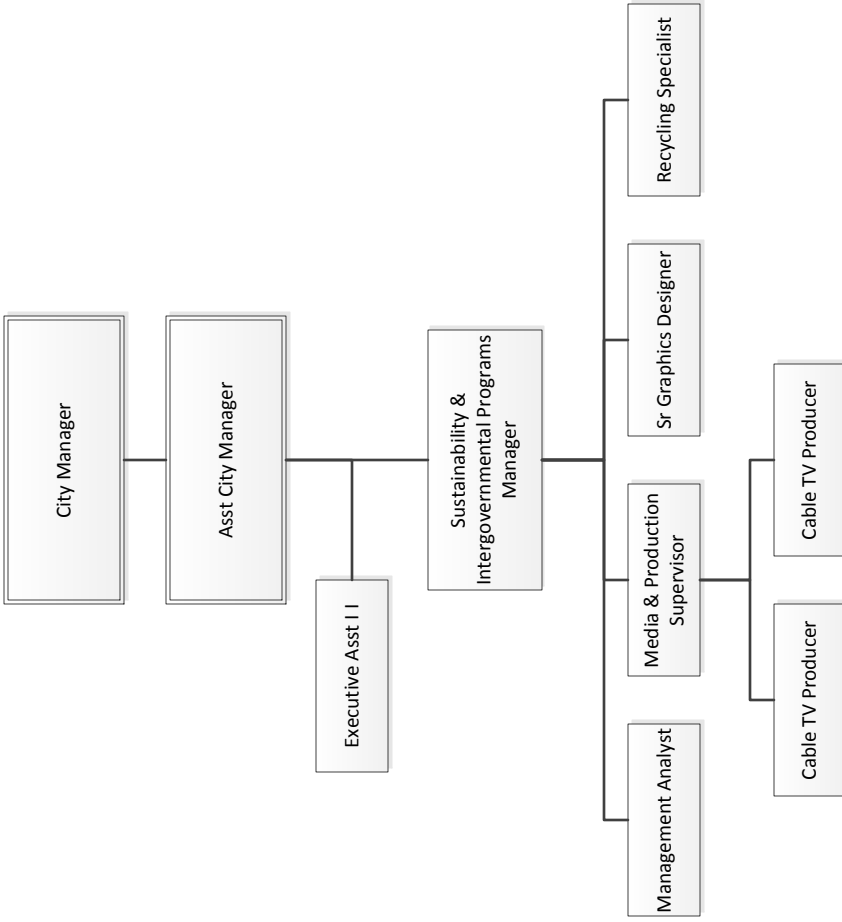 City Manager
Asst City Manager
Executive Asst I I
Sustainability &
Intergovernmental Programs
Manager
Management Analyst
Media & Production
Supervisor
Sr Graphics Designer
Recycling Specialist
Cable TV Producer
Cable TV Producer